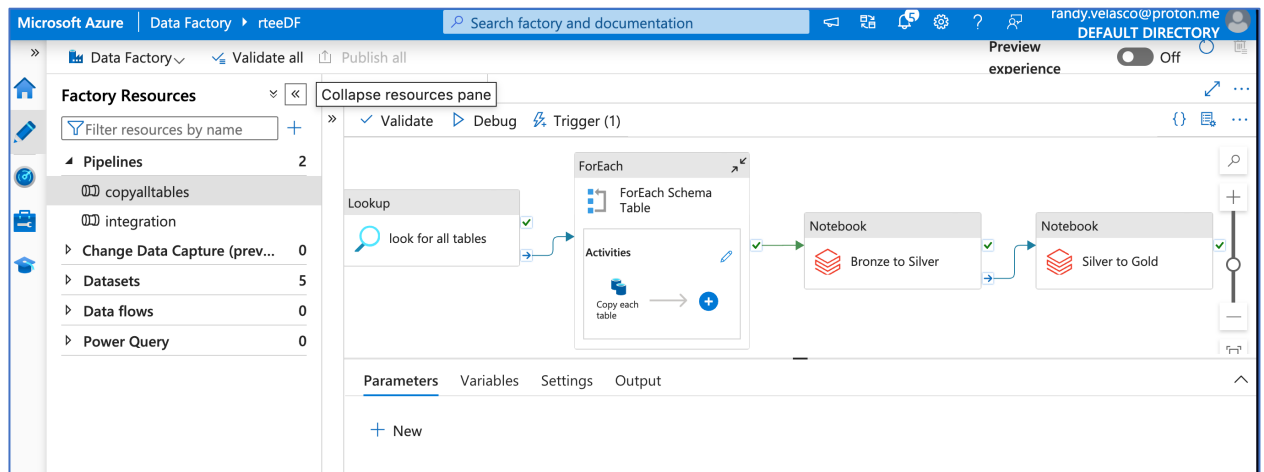 Microsoft Azure
Data Factory
rteeDF
Search factory and documentation
5
randy.velasco@proton.me
DEFAULT DIRECTORY
Data Factory
Validate all
Publish all
Preview
experience
Off
Factory Resources
Collapse resources pane
Filter resources by name
Validate
Debug
Trigger (1)
Pipelines 2
copyalltables
integration
Change Data Capture (prev... 0
Datasets 5
Data flows 0
Power Query 0
Lookup
look for all tables
ForEach
ForEach Schema
Table
Activities
Copy each
table
Notebook
Bronze to Silver
Notebook
Silver to Gold
Parameters Variables Settings Output
New